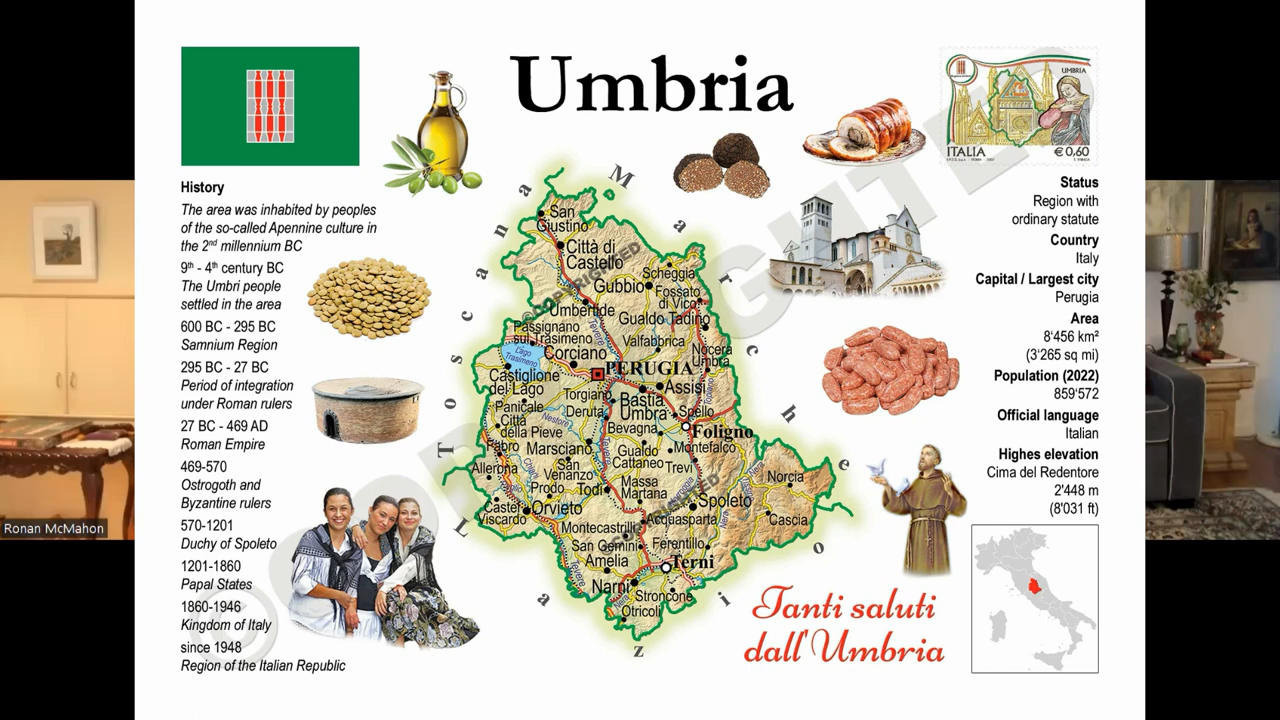 Umbria
UMBRIA
ITALIA
€ 0,60
History
The area was inhabited by peoples
of the so-called Apennine culture in
the 2nd millennium BC
9th - 4th century BC
The Umbri people
settled in the area
600 BC - 295 BC
Samnium Region
295 BC - 27 BC
Period of integration
under Roman rulers
27 BC - 469 AD
Roman Empire
469-570
Ostrogoth and
Byzantine rulers
570-1201
Duchy of Spoleto
1201-1860
Papal States
1860-1946
Kingdom of Italy
since 1948
Region of the Italian Republic
Ronan McMahon
Toscana
Marche
Lazio
San
Giustino
Città di
Castello
Scheggia
Gubbio
Fossato
di Vico
Umbertide
Gualdo Tadino
Passignano
sul Trasimeno
Tevere
Valfabbrica
Lago
Trasimeno
Corciano
Nocera
Umbra
PERUGIA
Castiglione
del Lago
Assisi
Topino
Torgiano
Bastia
Umbra
Panicale
Deruta
Spello
Città
della Pieve
Nestore
Bevagna
Foligno
Fabro
Marsciano
Gualdo
Cattaneo
Montefalco
Allerona
San
Venanzo
Trevi
Norcia
Prodo
Todi
Massa
Martana
Spoleto
Castel
Viscardo
Orvieto
Acquasparta
Cascia
Montecastrilli
San Gemini
Ferentillo
Nera
Amelia
Terni
Tevere
Narni
Stroncone
Nera
Otricoli
Status
Region with
ordinary statute
Country
Italy
Capital / Largest city
Perugia
Area
8'456 km²
(3'265 sq mi)
Population (2022)
859'572
Official language
Italian
Highes elevation
Cima del Redentore
2'448 m
(8'031 ft)
Tanti saluti
dall'Umbria
©COPYRIGHTED
©COPYRIGHTED